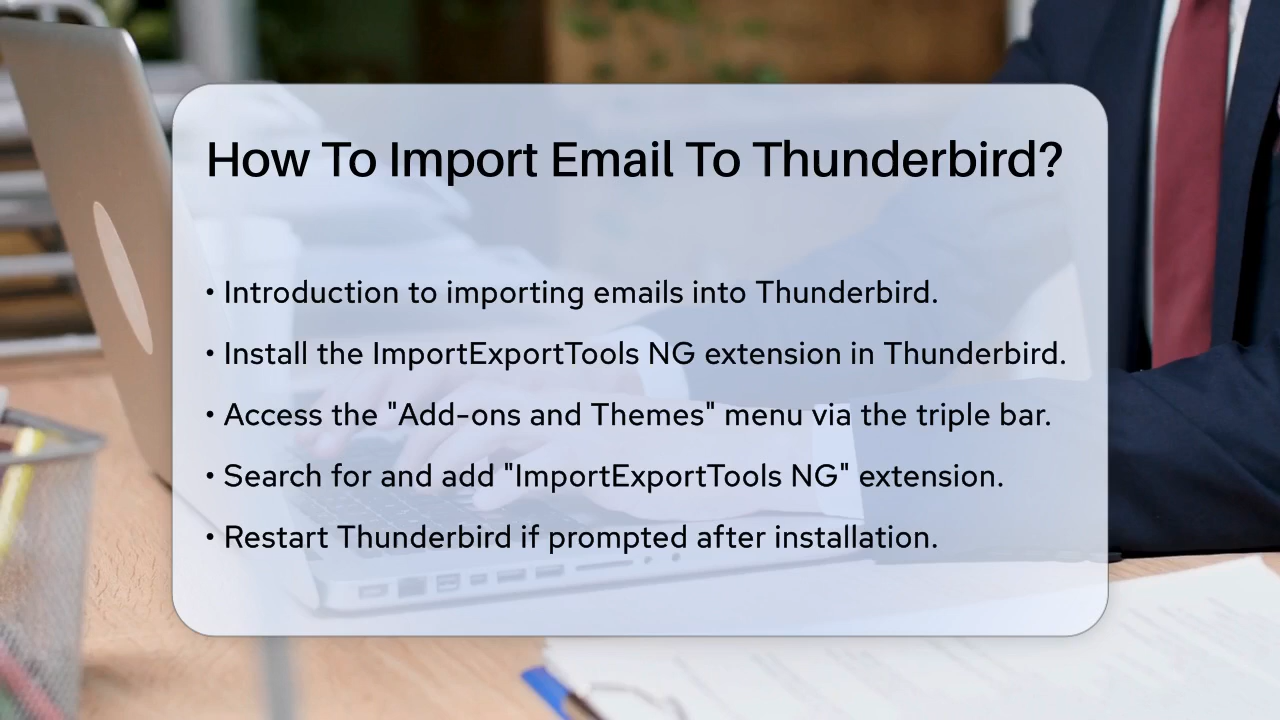 How To Import Email To Thunderbird?
• Introduction to importing emails into Thunderbird.
• Install the ImportExportTools NG extension in Thunderbird.
• Access the "Add-ons and Themes" menu via the triple bar.
• Search for and add "ImportExportTools NG" extension.
• Restart Thunderbird if prompted after installation.